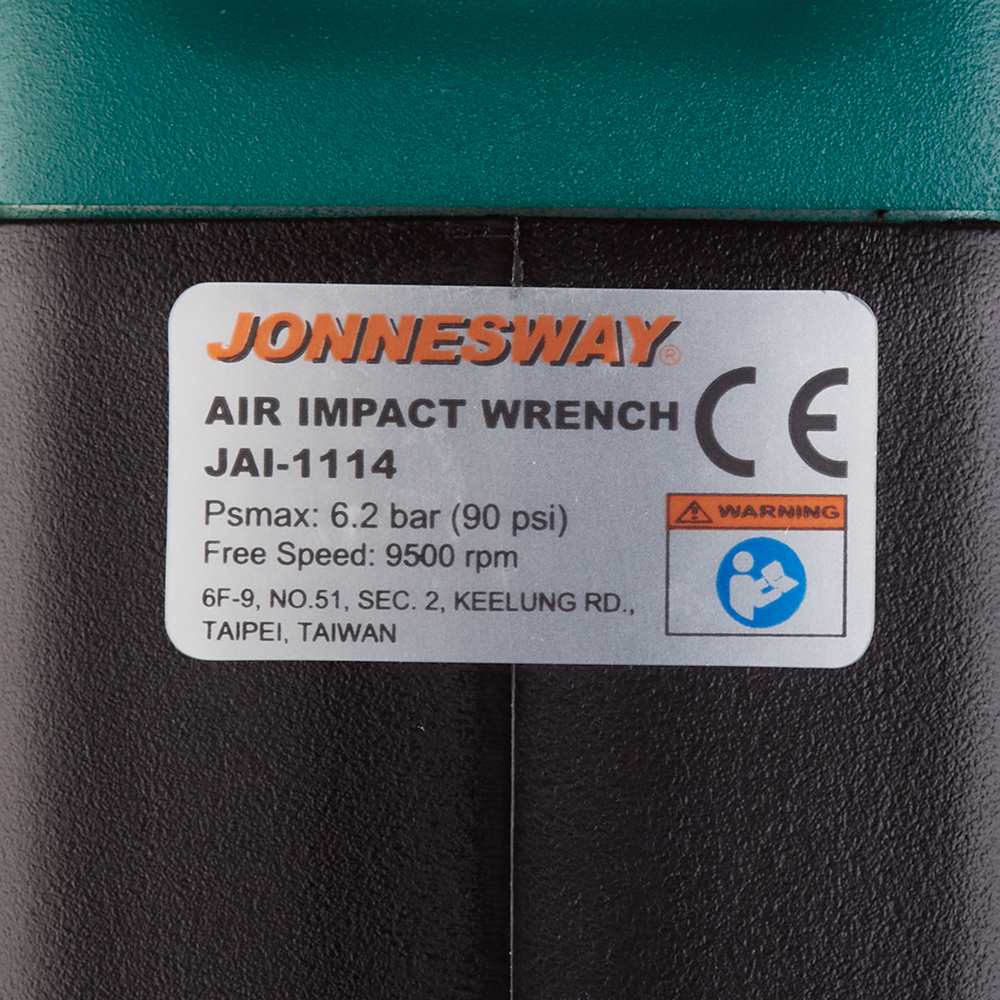 JONNESWAY®
AIR IMPACT WRENCH
JAI-1114
CE
Psmax: 6.2 bar (90 psi)
Free Speed: 9500 rpm
6F-9, NO.51, SEC. 2, KEELUNG RD.,
TAIPEI, TAIWAN
WARNING